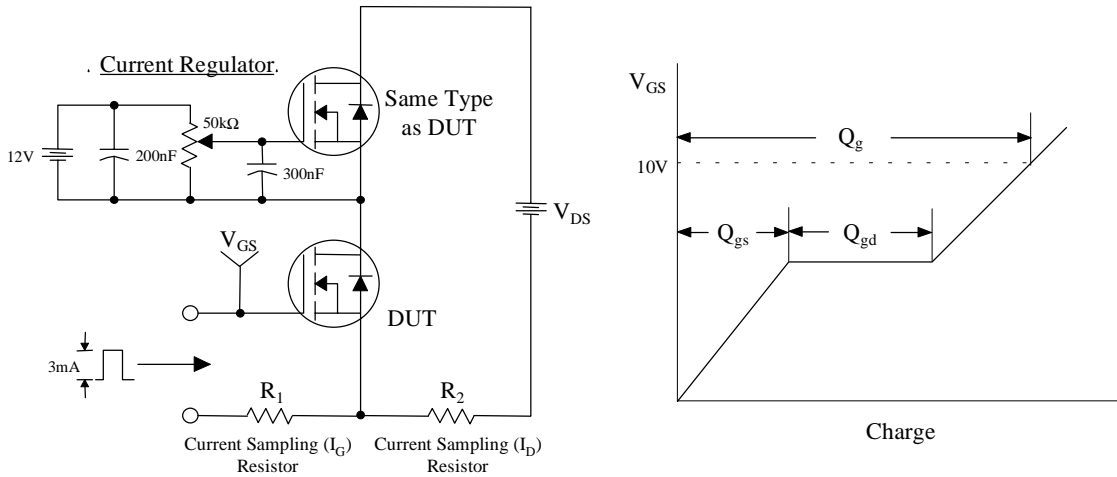 . Current Regulator.
12V
200nF
50kΩ
300nF
Same Type
as DUT
V_DS
V_GS
DUT
3mA
R_1
R_2
Current Sampling (I_G)
Resistor
Current Sampling (I_D)
Resistor
V_GS
Q_g
10V
Q_gs
Q_gd
Charge